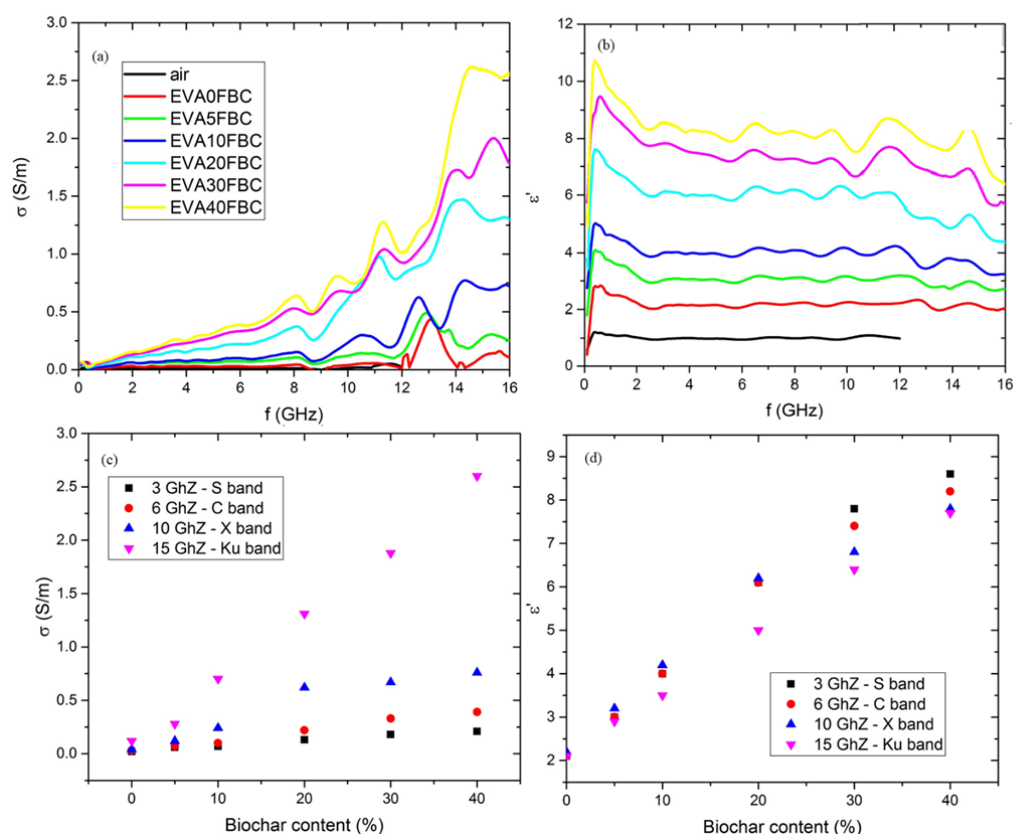 (a)
air
EVA0FBC
EVA5FBC
EVA10FBC
EVA20FBC
EVA30FBC
EVA40FBC
3.0
2.5
2.0
1.5
1.0
0.5
0.0
σ (S/m)
0 2 4 6 8 10 12 14 16
f (GHz)
(b)
12
10
8
6
4
2
0
ε'
0 2 4 6 8 10 12 14 16
f (GHz)
(c)
3 GhZ - S band
6 GhZ - C band
10 GhZ - X band
15 GhZ - Ku band
3.0
2.5
2.0
1.5
1.0
0.5
0.0
σ (S/m)
0 10 20 30 40
Biochar content (%)
(d)
9
8
7
6
5
4
3
2
ε'
3 GhZ - S band
6 GhZ - C band
10 GhZ - X band
15 GHZ - Ku band
0 10 20 30 40
Biochar content (%)